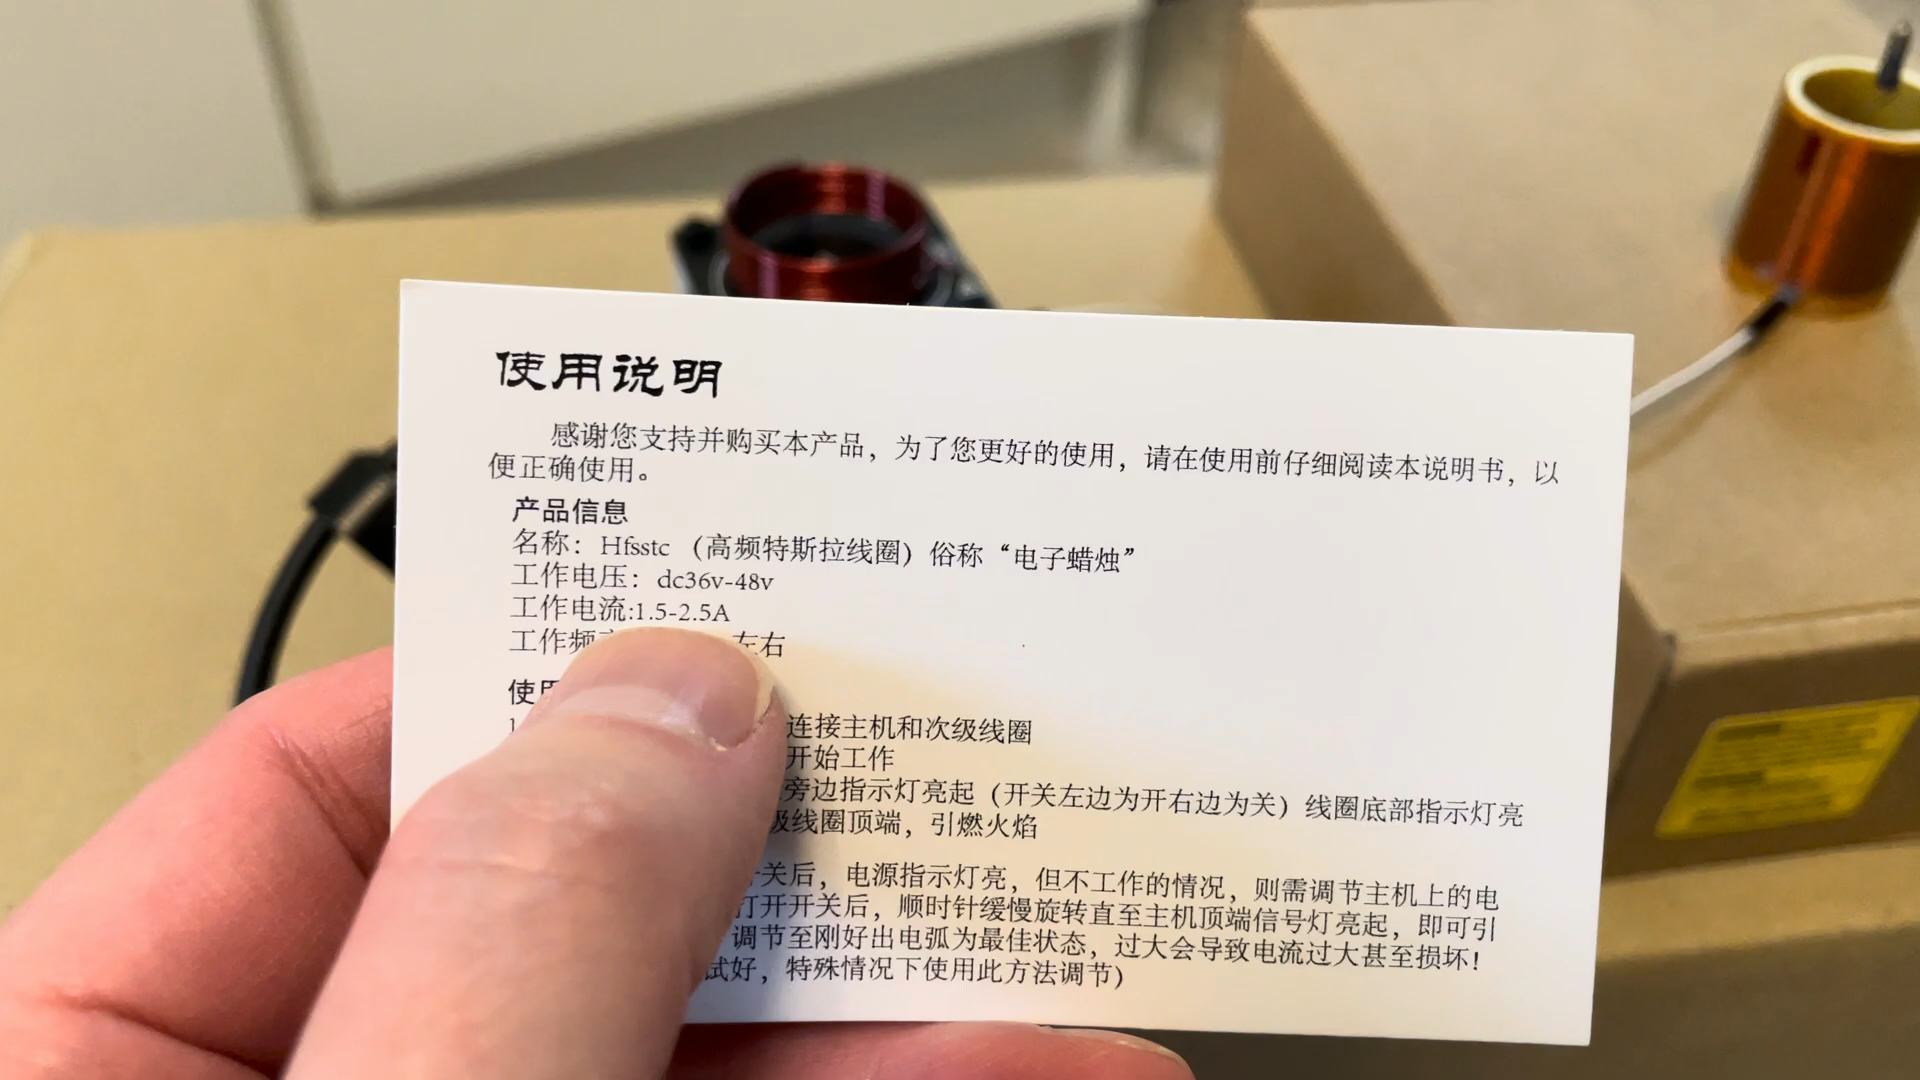 使用说明
感谢您支持并购买本产品，为了您更好的使用，请在使用前仔细阅读本说明书，以
便正确使用。
产品信息
名称：Hfsstc （高频特斯拉线圈）俗称“电子蜡烛”
工作电压：dc36v-48v
工作电流:1.5-2.5A
工作频 左右
使用
连接主机和次级线圈
开始工作
旁边指示灯亮起（开关左边为开右边为关）线圈底部指示灯亮
级线圈顶端，引燃火焰
关后，电源指示灯亮，但不工作的情况，则需调节主机上的电
打开开关后，顺时针缓慢旋转直至主机顶端信号灯亮起，即可引
调节至刚好出电弧为最佳状态，过大会导致电流过大甚至损坏！
试好，特殊情况下使用此方法调节)